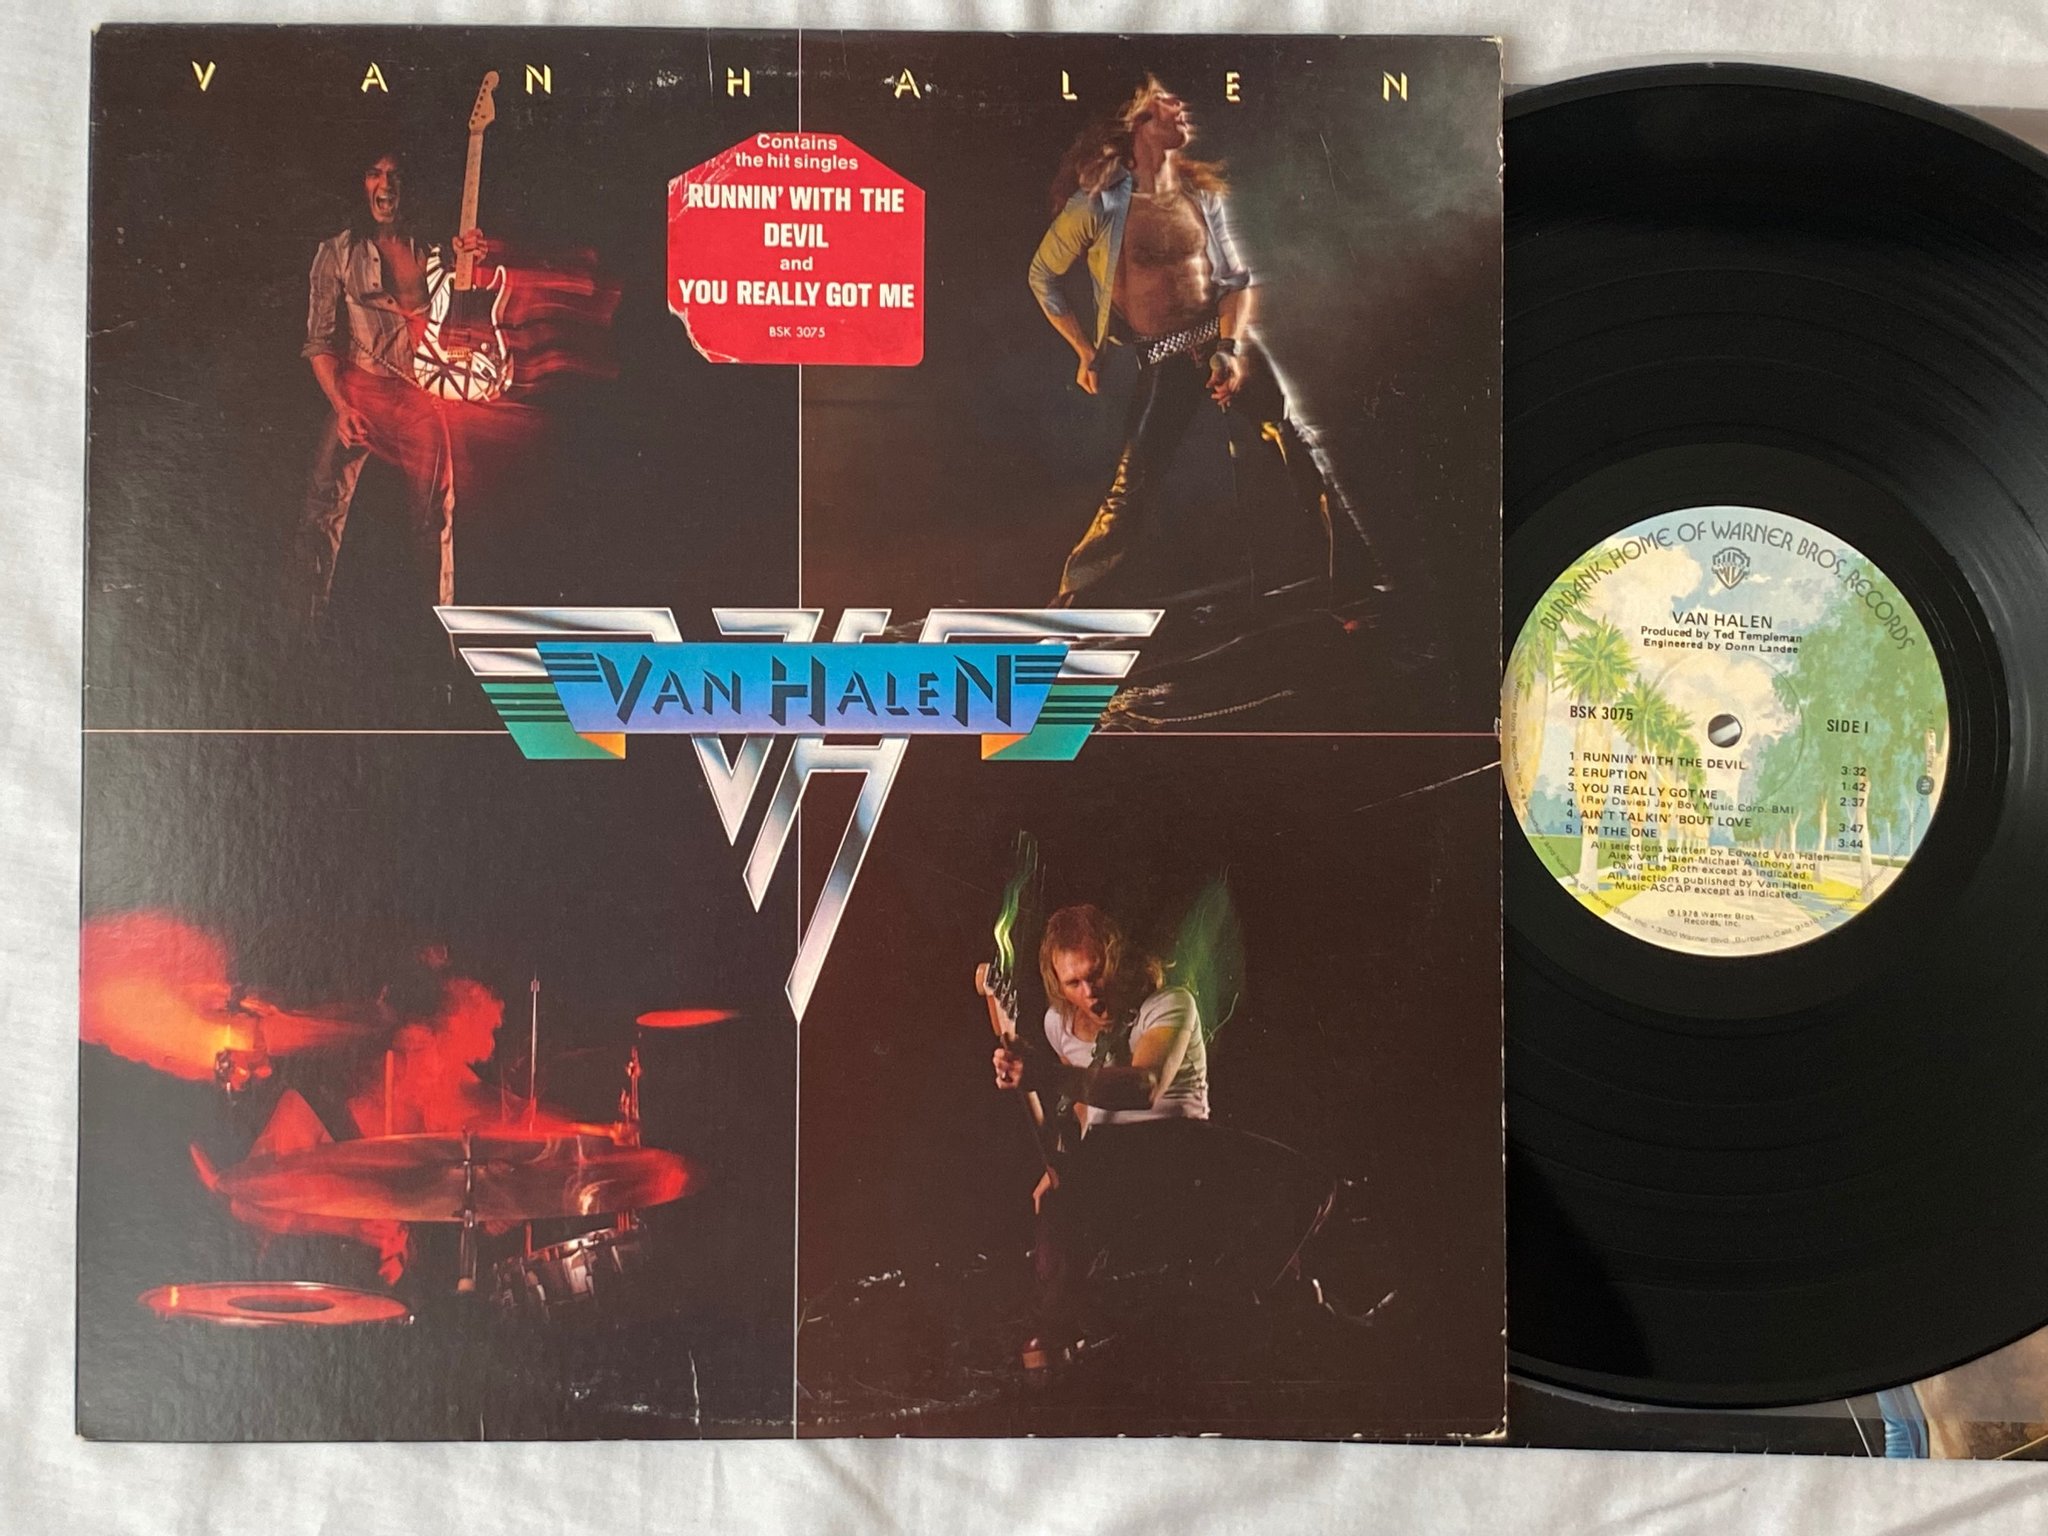 VAN HALEN
Contains
the hit singles
RUNNIN' WITH THE
DEVIL
and
YOU REALLY GOT ME
BSK 3075
VAN HALEN
BURBANK, HOME OF WARNER BROS. RECORDS
VAN HALEN
Produced by Ted Templeman
Engineered by Donn Landee
BSK 3075 SIDE 1
1. RUNNIN' WITH THE DEVIL 3:32
2. ERUPTION 1:42
3. YOU REALLY GOT ME 2:37
4. (Ray Davies) Jay Boy Music Corp. BMI
4. AIN'T TALKIN' 'BOUT LOVE 3:47
5. I'M THE ONE 3:44
All selections written by Edward Van Halen-
Alex Van Halen-Michael Anthony and
David Lee Roth except as indicated.
All selections published by Van Halen
Music-ASCAP except as indicated.
℗ 1978 Warner Bros.
Records, Inc.